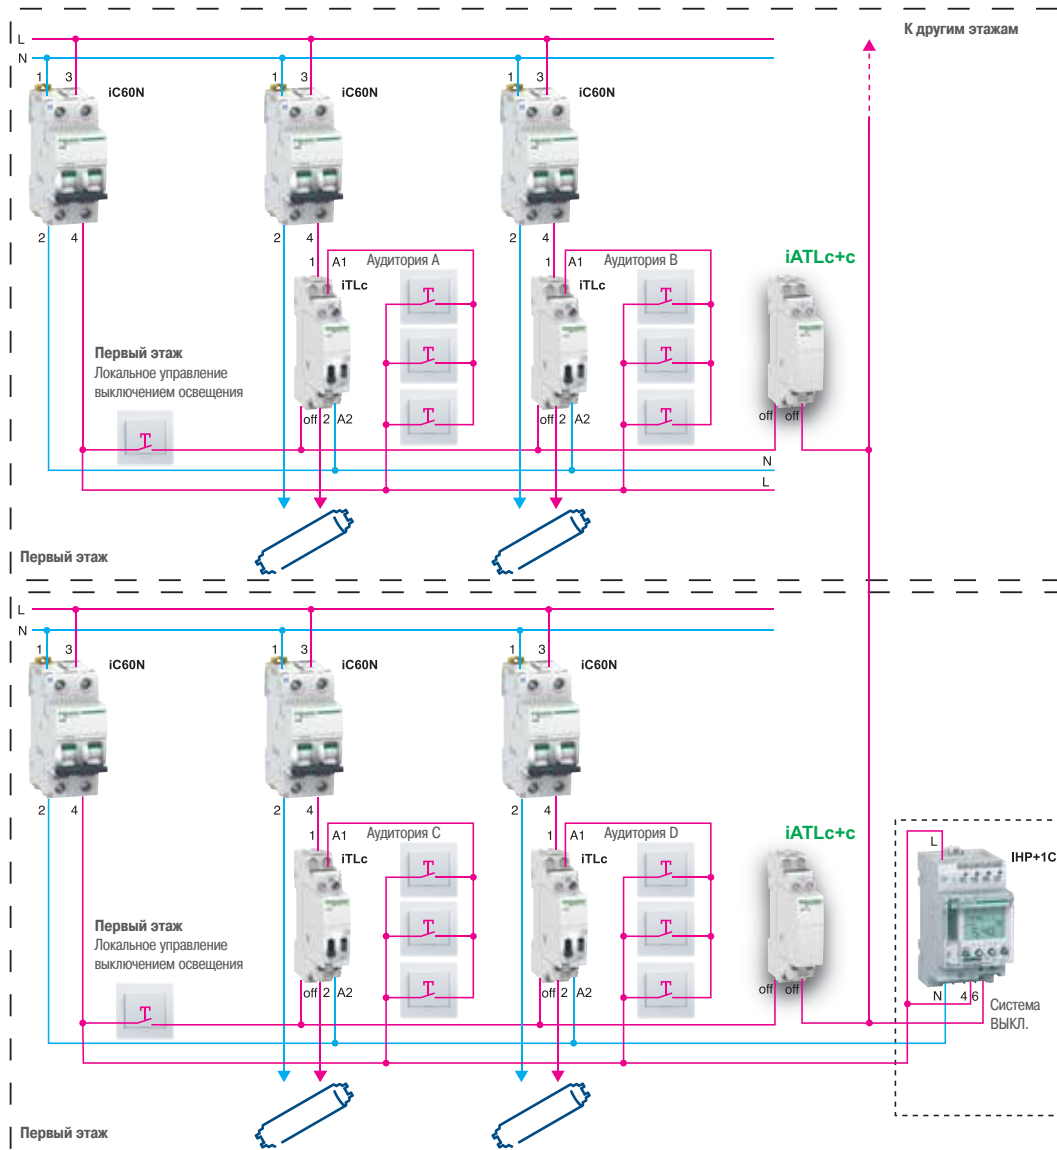 К другим этажам
L
N
1 3 iC60N
1 3 iC60N
1 3 iC60N
2 4
2 4
2 4
1 A1 Аудитория A
iTLc
1 A1 Аудитория B
iTLc
iATLc+c
Первый этаж
Локальное управление
выключением освещения
off 2 A2
off 2 A2
off off
N
L
Первый этаж
L
N
1 3 iC60N
1 3 iC60N
1 3 iC60N
2 4
2 4
2 4
1 A1 Аудитория C
iTLc
1 A1 Аудитория D
iTLc
iATLc+c
L
IHP+1C
Первый этаж
Локальное управление
выключением освещения
off 2 A2
off 2 A2
off off
N 4 6
Система
ВЫКЛ.
Первый этаж